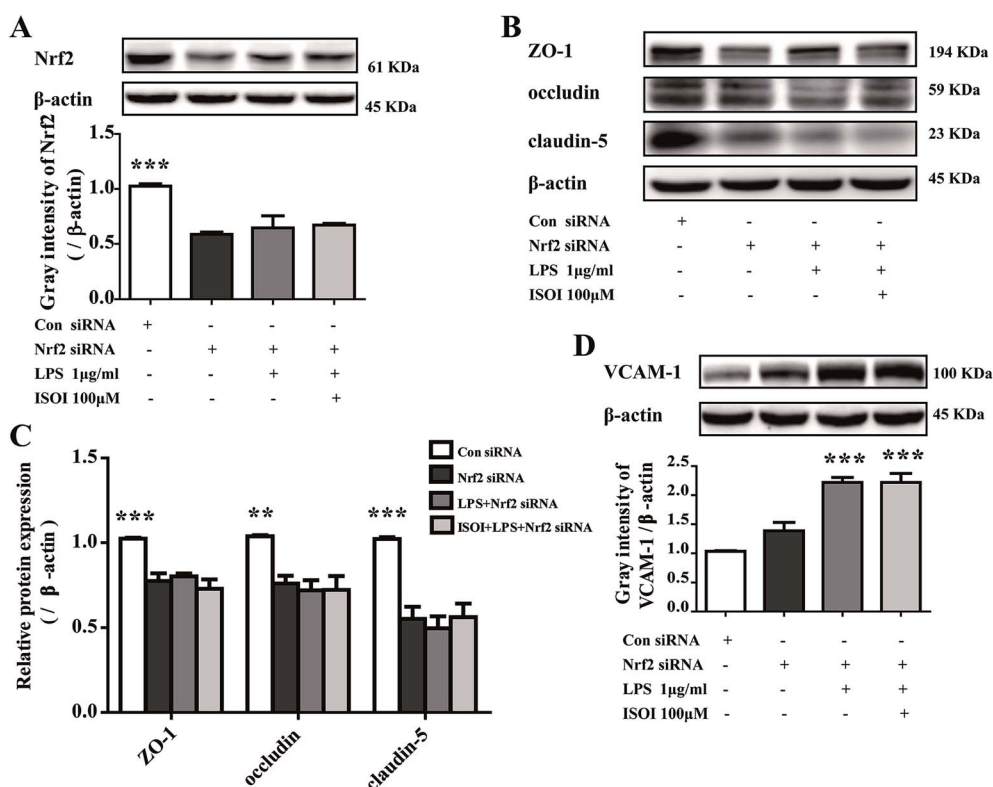 A
Nrf2
61 KDa
β-actin
45 KDa
Gray intensity of Nrf2
( / β-actin)
1.5
1.0
0.5
0.0
***
Con siRNA + - - -
Nrf2 siRNA - + + +
LPS 1μg/ml - - + +
ISOI 100μM - - - +
B
ZO-1
194 KDa
occludin
59 KDa
claudin-5
23 KDa
β-actin
45 KDa
Con siRNA + - - -
Nrf2 siRNA - + + +
LPS 1μg/ml - - + +
ISOI 100μM - - - +
C
Relative protein expression
( / β -actin)
1.5
1.0
0.5
0.0
***
**
***
Con siRNA
Nrf2 siRNA
LPS+Nrf2 siRNA
ISOI+LPS+Nrf2 siRNA
ZO-1
occludin
claudin-5
D
VCAM-1
100 KDa
β-actin
45 KDa
Gray intensity of
VCAM-1 / β -actin
2.5
2.0
1.5
1.0
0.5
0.0
***
***
Con siRNA + - - -
Nrf2 siRNA - + + +
LPS 1μg/ml - - + +
ISOI 100μM - - - +